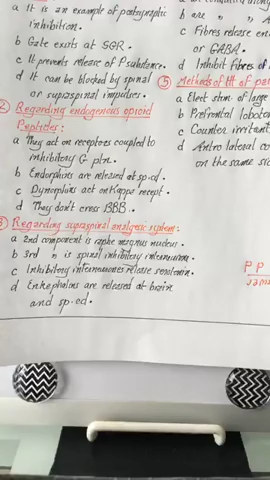 a It is an example of postsynaptic
inhibition.
b Gate exists at SGR.
c It prevents release of P substance.
d It can be blocked by spinal
or supraspinal impulses.
② Regarding endogenous opioid
Peptides:
a They act on receptors coupled to
inhibitory G ptn.
b Endorphins are released at sp.cd.
c Dynorphins act on Kappa recept.
d They don't cross BBB.
Regarding supraspinal analgesic system:
a 2nd component is raphe magnus nucleus.
b 3rd 〃 is spinal inhibitory interneurone.
c Inhibitory interneurones release serotonin.
d Enkephalins are released at brain
and sp.cd.
b are 〃 〃
c Fibres release en
or GABA.
d Inhibit Fibres of
⑤ Methods of ttt of pa
a Elect stim of large
b Prefrontal lobotom
c Counter irritant
d Antro lateral co
on the same si
P P